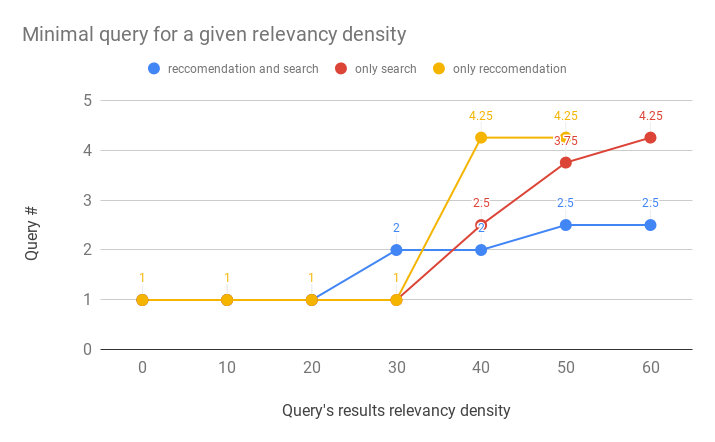 Minimal query for a given relevancy density
reccomendation and search only search only reccomendation
5
4.25 4.25 4.25
3.75
4
3
2.5 2.5 2.5
2 2
2
1 1 1 1
1
0
0 10 20 30 40 50 60
Query #
Query's results relevancy density